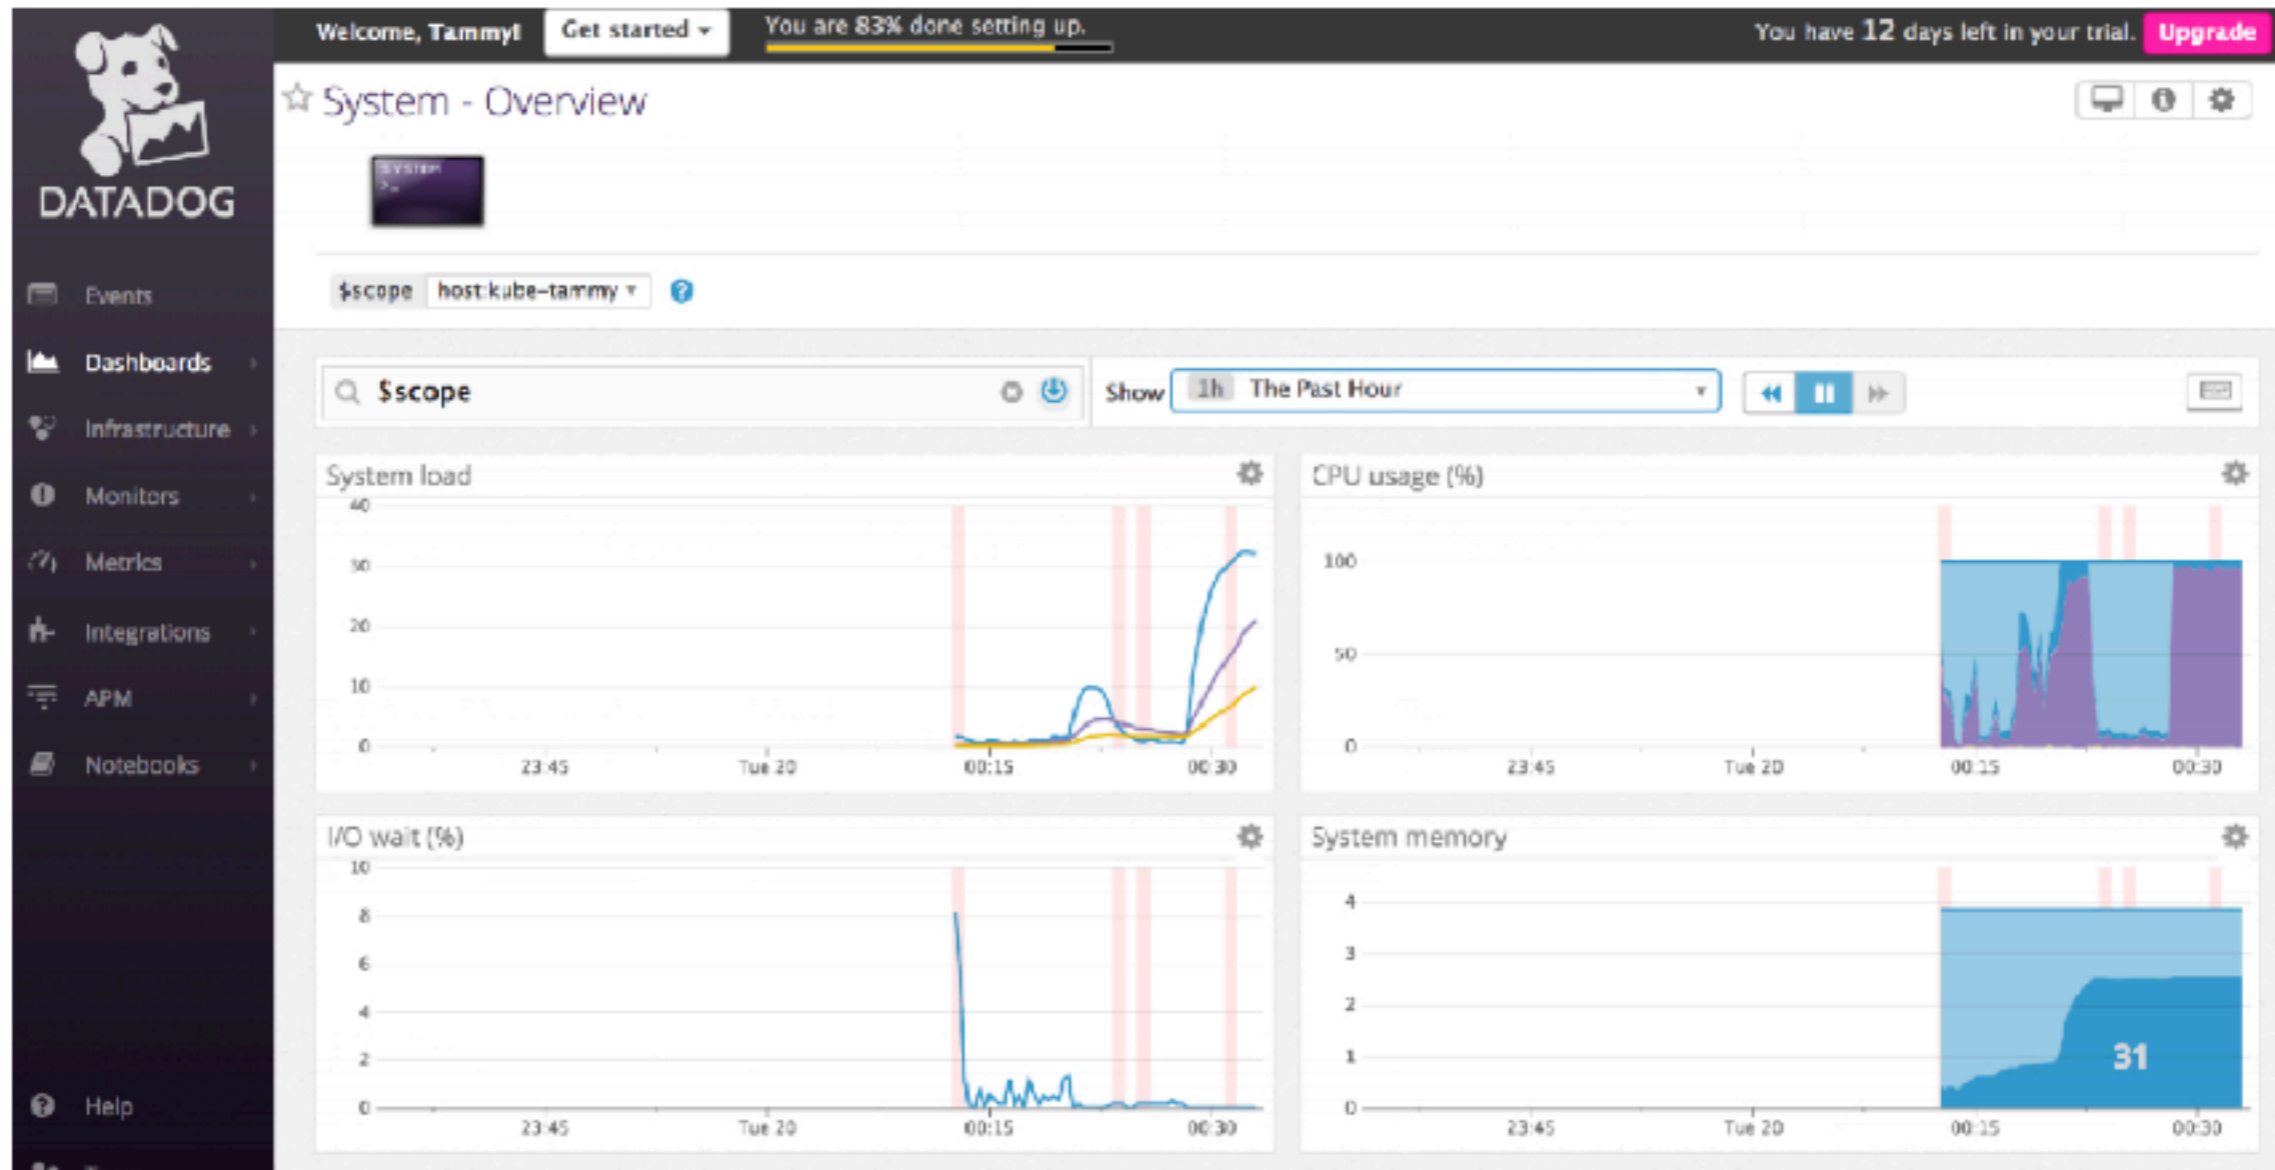 Welcome, Tammy! Get started You are 83% done setting up. You have 12 days left in your trial. Upgrade
DATADOG
System - Overview
SYSTEM
>_
$scope host:kube-tammy ?
Events
Dashboards
Infrastructure
Monitors
Metrics
Integrations
APM
Notebooks
Help
$scope Show 1h The Past Hour
System load
40
30
20
10
0
23:45 Tue 20 00:15 00:30
CPU usage (%)
100
50
0
23:45 Tue 20 00:15 00:30
I/O wait (%)
10
8
6
4
2
0
23:45 Tue 20 00:15 00:30
System memory
4
3
2
1
0
31
23:45 Tue 20 00:15 00:30